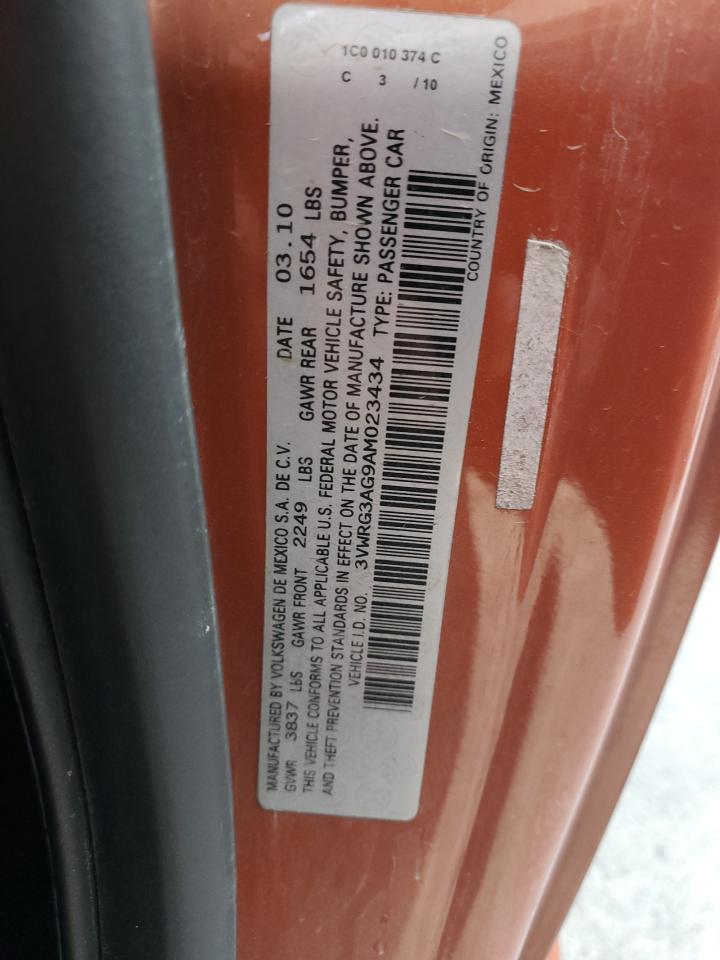 1C0 010 374 C
C 3 /10
MANUFACTURED BY VOLKSWAGEN DE MEXICO S.A. DE C.V. DATE 03.10
GVWR 3837 LbS GAWR FRONT 2249 LBS GAWR REAR 1654 LBS
THIS VEHICLE CONFORMS TO ALL APPLICABLE U.S. FEDERAL MOTOR VEHICLE SAFETY, BUMPER,
AND THEFT PREVENTION STANDARDS IN EFFECT ON THE DATE OF MANUFACTURE SHOWN ABOVE.
VEHICLE I.D. NO. 3VWRG3AG9AM023434 TYPE: PASSENGER CAR
COUNTRY OF ORIGIN: MEXICO